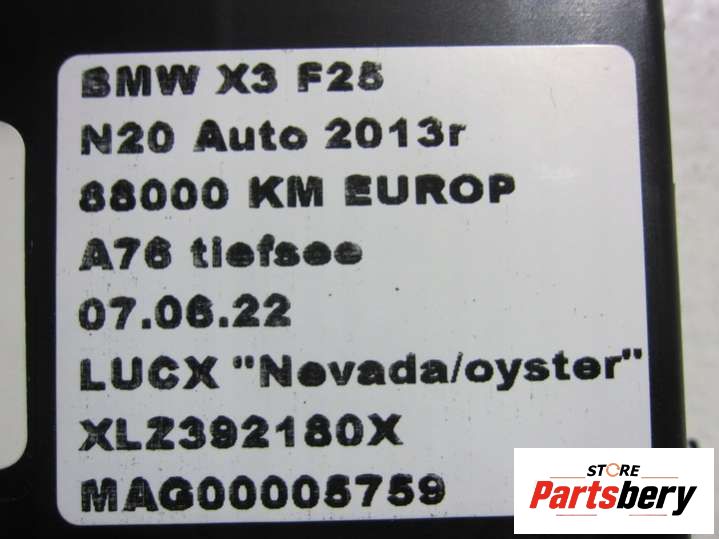 BMW X3 F25
N20 Auto 2013r
88000 KM EUROP
A76 tiefsee
07.06.22
LUCX "Nevada/oyster"
XLZ392180X
MAG00005759
STORE
Partsbery